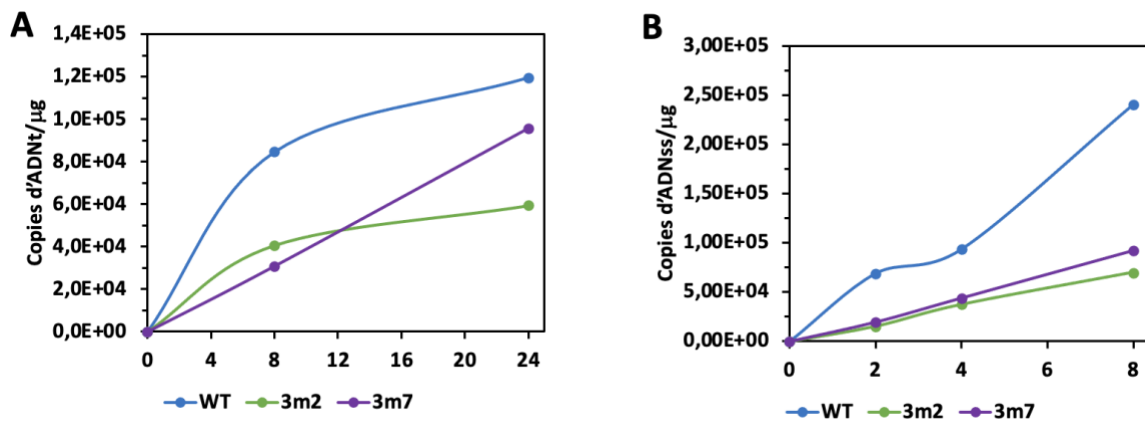 A
Copies d'ADNt/µg
1,4E+05
1,2E+05
1,0E+05
8,0E+04
6,0E+04
4,0E+04
2,0E+04
0,0E+00
0 4 8 12 16 20 24
WT 3m2 3m7
B
Copies d'ADNss/µg
3,00E+05
2,50E+05
2,00E+05
1,50E+05
1,00E+05
5,00E+04
0,00E+00
0 2 4 6 8
WT 3m2 3m7